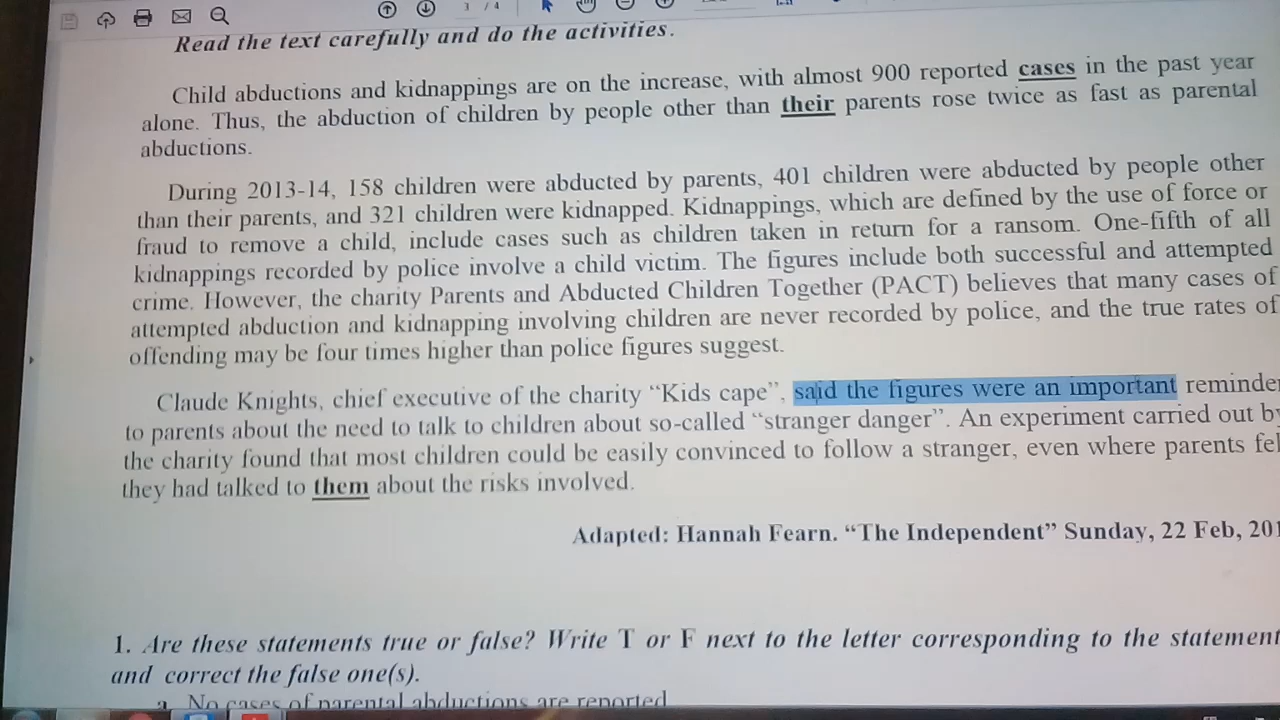 3 / 4
Read the text carefully and do the activities.
Child abductions and kidnappings are on the increase, with almost 900 reported cases in the past year
alone. Thus, the abduction of children by people other than their parents rose twice as fast as parental
abductions.
During 2013-14, 158 children were abducted by parents, 401 children were abducted by people other
than their parents, and 321 children were kidnapped. Kidnappings, which are defined by the use of force or
fraud to remove a child, include cases such as children taken in return for a ransom. One-fifth of all
kidnappings recorded by police involve a child victim. The figures include both successful and attempted
crime. However, the charity Parents and Abducted Children Together (PACT) believes that many cases of
attempted abduction and kidnapping involving children are never recorded by police, and the true rates of
offending may be four times higher than police figures suggest.
Claude Knights, chief executive of the charity “Kids cape”, said the figures were an important reminde
to parents about the need to talk to children about so-called “stranger danger”. An experiment carried out b
the charity found that most children could be easily convinced to follow a stranger, even where parents fel
they had talked to them about the risks involved.
Adapted: Hannah Fearn. “The Independent” Sunday, 22 Feb, 201
1. Are these statements true or false? Write T or F next to the letter corresponding to the statement
and correct the false one(s).
a. No cases of parental abductions are reported